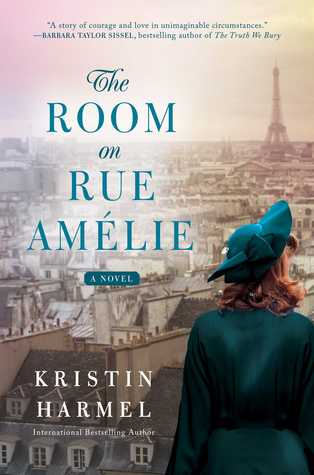 "A story of courage and love in unimaginable circumstances."
—BARBARA TAYLOR SISSEL, bestselling author of The Truth We Bury
The
ROOM
on
RUE
AMÉLIE
A NOVEL
KRISTIN
HARMEL
International Bestselling Author